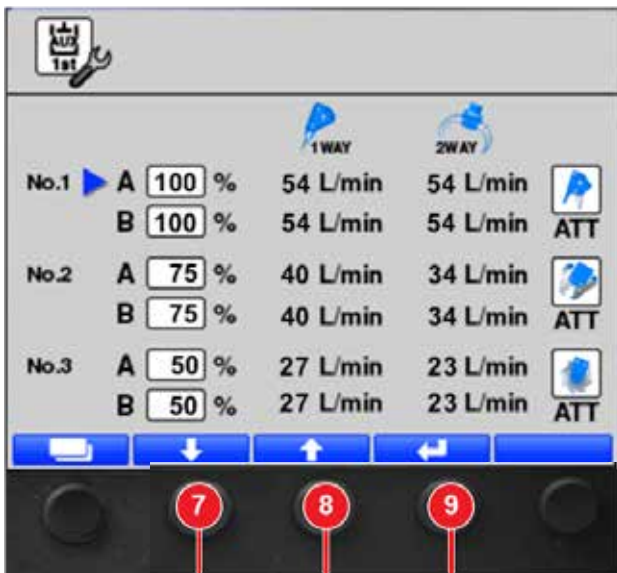 AUX
1st
1WAY 2WAY
No.1 A 100 % 54 L/min 54 L/min
B 100 % 54 L/min 54 L/min ATT
No.2 A 75 % 40 L/min 34 L/min
B 75 % 40 L/min 34 L/min ATT
No.3 A 50 % 27 L/min 23 L/min
B 50 % 27 L/min 23 L/min ATT
7 8 9